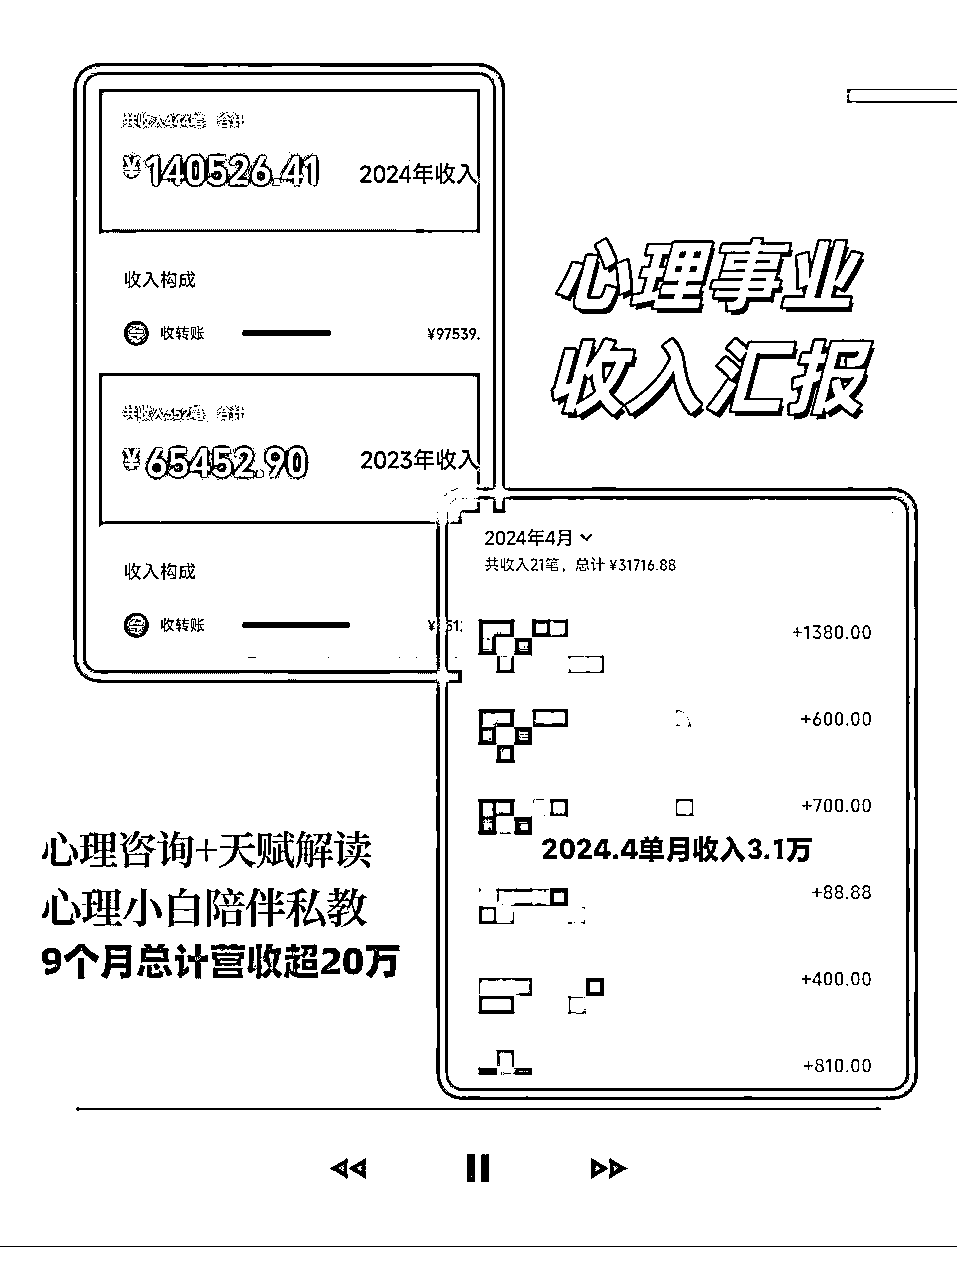 共收入444笔 合计
¥140526.41
2024年收入
收入构成
收转账
¥97539.
共收入352笔 合计
¥65452.90
2023年收入
收入构成
收转账
心理事业
收入汇报
2024年4月
共收入21笔，总计 ¥31716.88
+1380.00
+600.00
+700.00
2024.4单月收入3.1万
+88.88
+400.00
+810.00
心理咨询+天赋解读
心理小白陪伴私教
9个月总计营收超20万